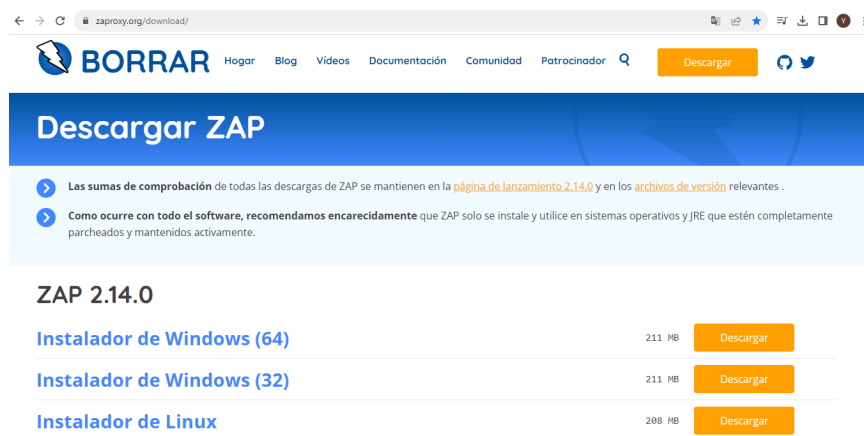 zaproxy.org/download/
Y
BORRAR Hogar Blog Vídeos Documentación Comunidad Patrocinador Descargar
Descargar ZAP
Las sumas de comprobación de todas las descargas de ZAP se mantienen en la página de lanzamiento 2.14.0 y en los archivos de versión relevantes .
Como ocurre con todo el software, recomendamos encarecidamente que ZAP solo se instale y utilice en sistemas operativos y JRE que estén completamente
parcheados y mantenidos activamente.
ZAP 2.14.0
Instalador de Windows (64) 211 MB Descargar
Instalador de Windows (32) 211 MB Descargar
Instalador de Linux 208 MB Descargar